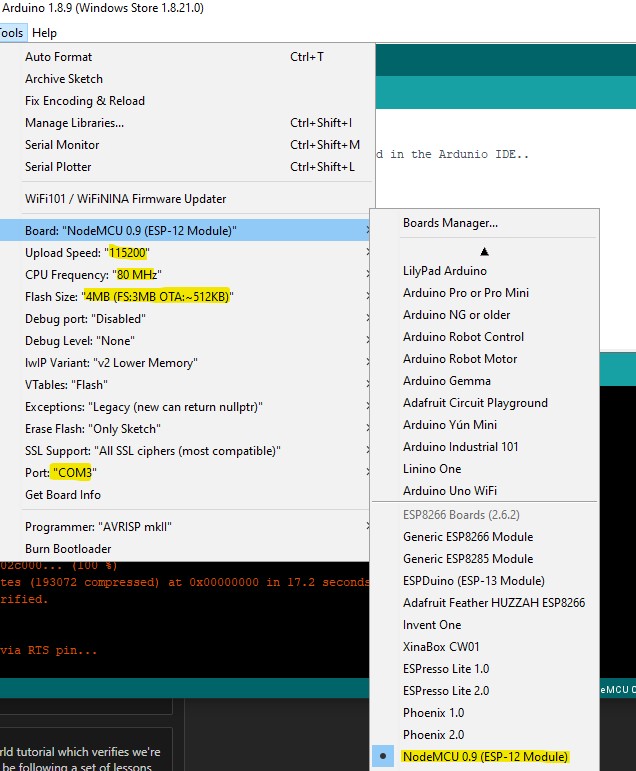 Arduino 1.8.9 (Windows Store 1.8.21.0)
Tools Help
Auto Format Ctrl+T
Archive Sketch
Fix Encoding & Reload
Manage Libraries... Ctrl+Shift+I
Serial Monitor Ctrl+Shift+M
Serial Plotter Ctrl+Shift+L
d in the Ardunio IDE..
WiFi101 / WiFiNINA Firmware Updater
Board: "NodeMCU 0.9 (ESP-12 Module)"
Upload Speed: "115200"
CPU Frequency: "80 MHz"
Flash Size: "4MB (FS:3MB OTA:~512KB)"
Debug port: "Disabled"
Debug Level: "None"
lwIP Variant: "v2 Lower Memory"
VTables: "Flash"
Exceptions: "Legacy (new can return nullptr)"
Erase Flash: "Only Sketch"
SSL Support: "All SSL ciphers (most compatible)"
Port: "COM3"
Get Board Info
Programmer: "AVRISP mkII"
Burn Bootloader
Boards Manager...
LilyPad Arduino
Arduino Pro or Pro Mini
Arduino NG or older
Arduino Robot Control
Arduino Robot Motor
Arduino Gemma
Adafruit Circuit Playground
Arduino Yún Mini
Arduino Industrial 101
Linino One
Arduino Uno WiFi
ESP8266 Boards (2.6.2)
Generic ESP8266 Module
Generic ESP8285 Module
ESPDuino (ESP-13 Module)
Adafruit Feather HUZZAH ESP8266
Invent One
XinaBox CW01
ESPresso Lite 1.0
ESPresso Lite 2.0
Phoenix 1.0
Phoenix 2.0
NodeMCU 0.9 (ESP-12 Module)
02c000... (100 %)
tes (193072 compressed) at 0x00000000 in 17.2 seconds
rified.
via RTS pin...
eMCU 0
rld tutorial which verifies we're
be following a set of lessons